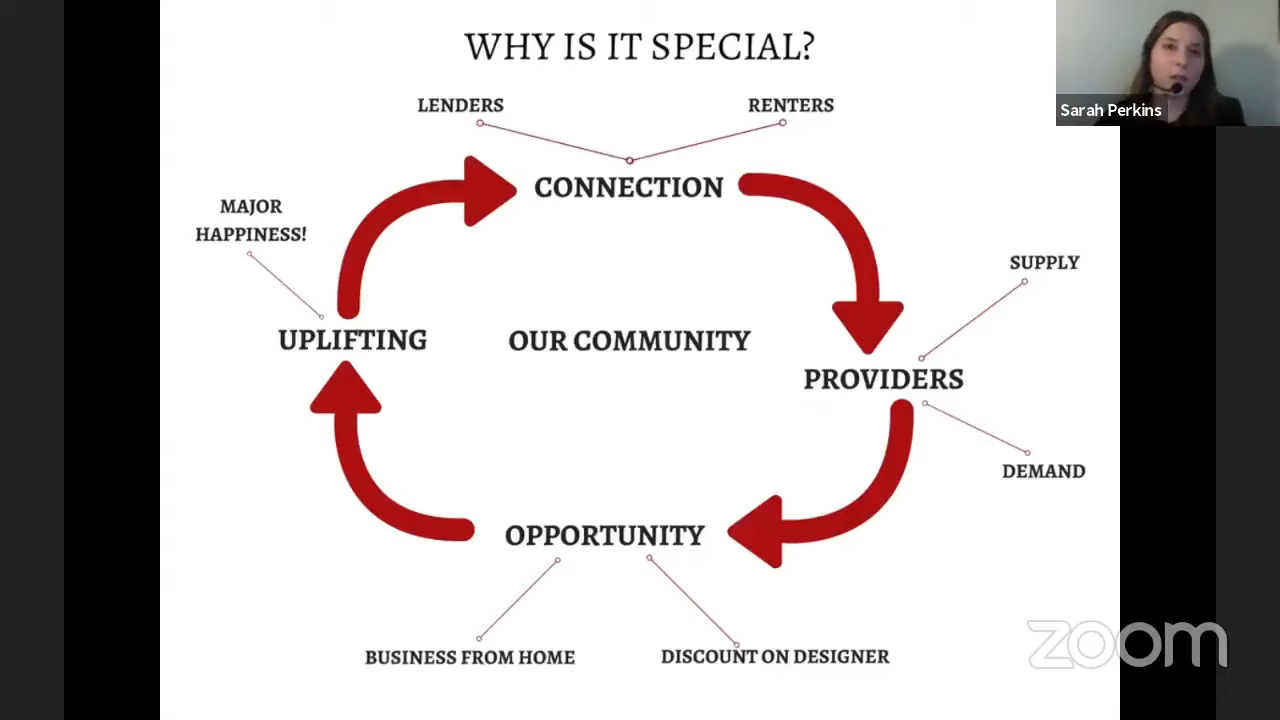 WHY IS IT SPECIAL?
LENDERS
RENTERS
Sarah Perkins
CONNECTION
MAJOR
HAPPINESS!
SUPPLY
UPLIFTING
OUR COMMUNITY
PROVIDERS
DEMAND
OPPORTUNITY
BUSINESS FROM HOME
DISCOUNT ON DESIGNER
zoom